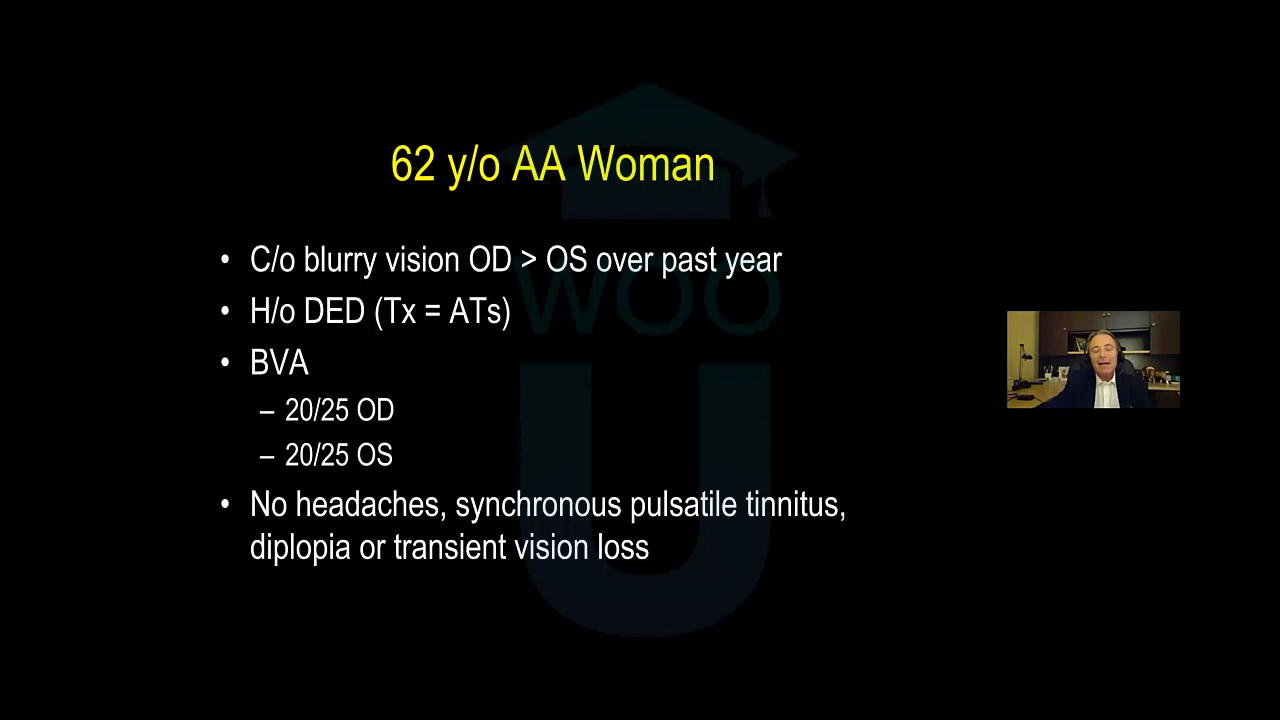 62 y/o AA Woman
• C/o blurry vision OD > OS over past year
• H/o DED (Tx = ATs)
• BVA
– 20/25 OD
– 20/25 OS
• No headaches, synchronous pulsatile tinnitus,
diplopia or transient vision loss
WOO
U